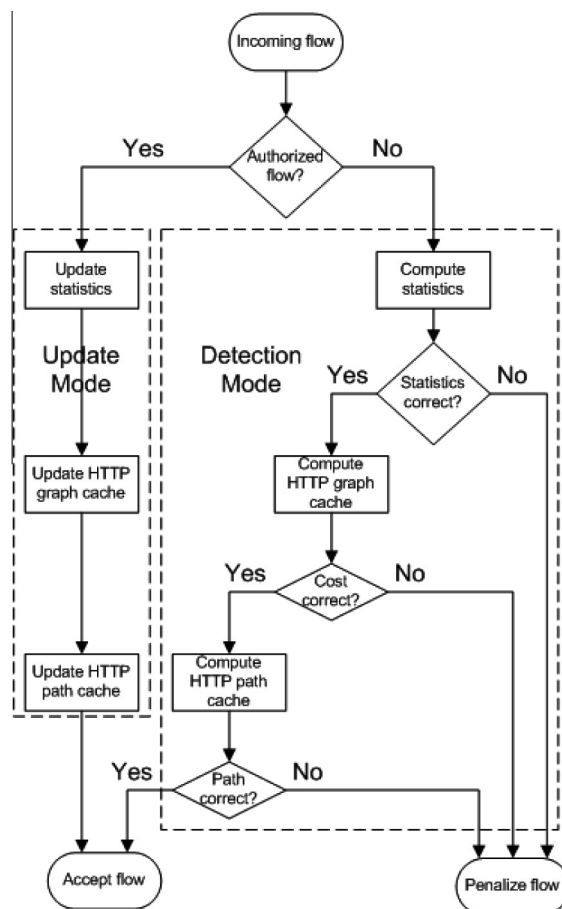 Incoming flow
Yes
Authorized
flow?
No
Update
statistics
Compute
statistics
Update
Mode
Detection
Mode
Yes
Statistics
correct?
No
Update HTTP
graph cache
Compute
HTTP graph
cache
Yes
Cost
correct?
No
Update HTTP
path cache
Compute
HTTP path
cache
Yes
Path
correct?
No
Accept flow
Penalize flow